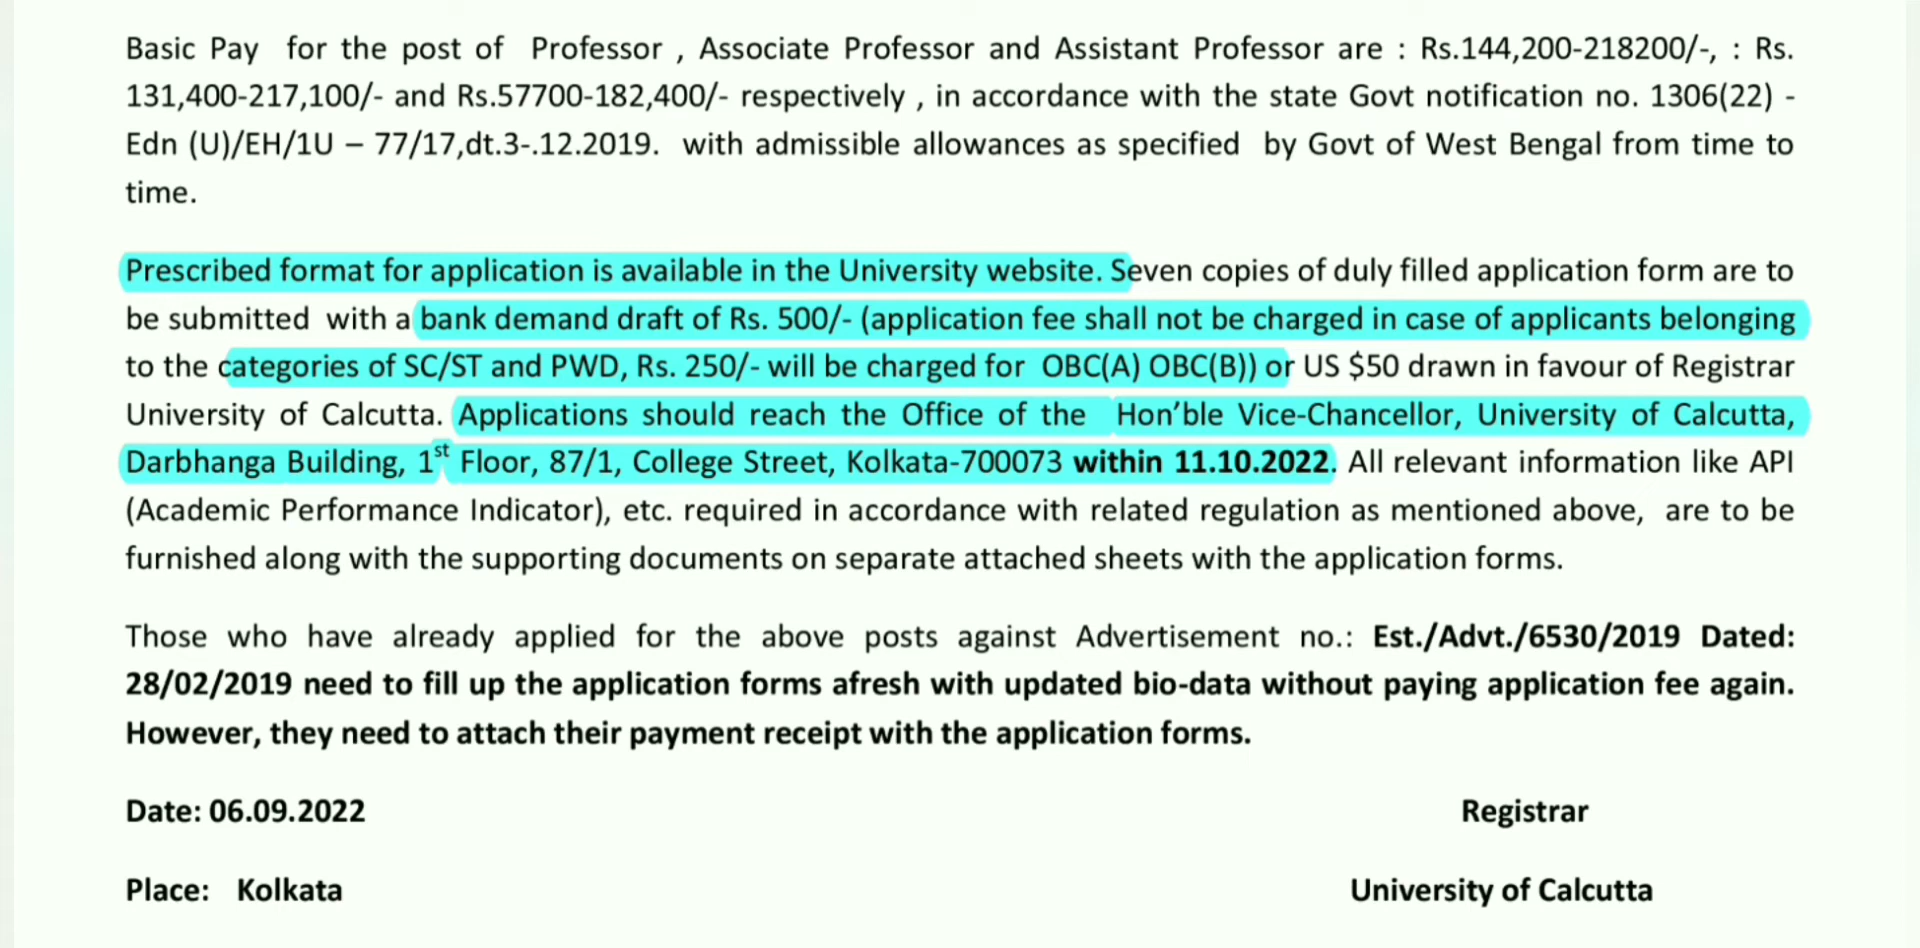 Basic Pay for the post of Professor , Associate Professor and Assistant Professor are : Rs.144,200-218200/-, : Rs.
131,400-217,100/- and Rs.57700-182,400/- respectively , in accordance with the state Govt notification no. 1306(22) -
Edn (U)/EH/1U – 77/17,dt.3-.12.2019. with admissible allowances as specified by Govt of West Bengal from time to
time.
Prescribed format for application is available in the University website. Seven copies of duly filled application form are to
be submitted with a bank demand draft of Rs. 500/- (application fee shall not be charged in case of applicants belonging
to the categories of SC/ST and PWD, Rs. 250/- will be charged for OBC(A) OBC(B)) or US $50 drawn in favour of Registrar
University of Calcutta. Applications should reach the Office of the Hon’ble Vice-Chancellor, University of Calcutta,
Darbhanga Building, 1st Floor, 87/1, College Street, Kolkata-700073 within 11.10.2022. All relevant information like API
(Academic Performance Indicator), etc. required in accordance with related regulation as mentioned above, are to be
furnished along with the supporting documents on separate attached sheets with the application forms.
Those who have already applied for the above posts against Advertisement no.: Est./Advt./6530/2019 Dated:
28/02/2019 need to fill up the application forms afresh with updated bio-data without paying application fee again.
However, they need to attach their payment receipt with the application forms.
Date: 06.09.2022 Registrar
Place: Kolkata University of Calcutta